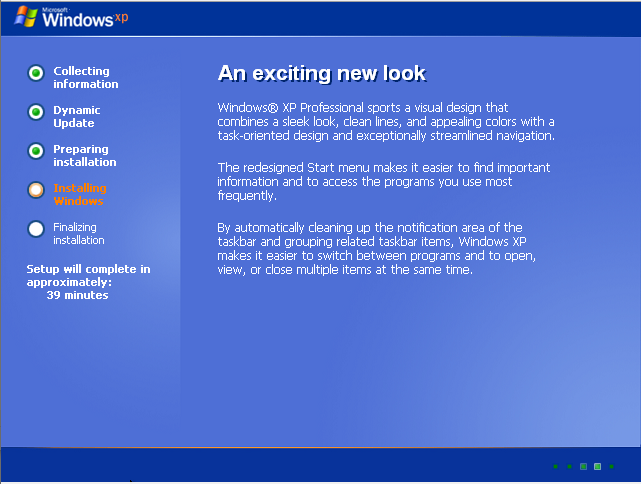 Microsoft®
Windowsxp
Collecting
information
Dynamic
Update
Preparing
installation
Installing
Windows
Finalizing
installation
Setup will complete in
approximately:
39 minutes
An exciting new look
Windows® XP Professional sports a visual design that
combines a sleek look, clean lines, and appealing colors with a
task-oriented design and exceptionally streamlined navigation.
The redesigned Start menu makes it easier to find important
information and to access the programs you use most
frequently.
By automatically cleaning up the notification area of the
taskbar and grouping related taskbar items, Windows XP
makes it easier to switch between programs and to open,
view, or close multiple items at the same time.